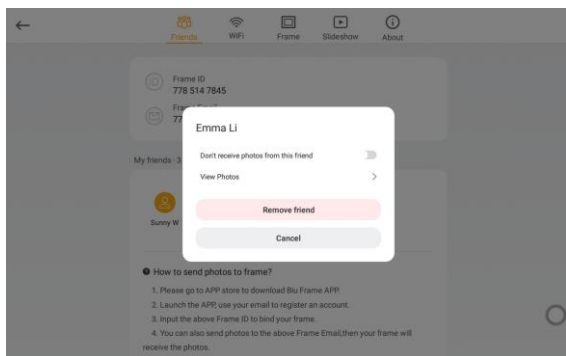 Friends
WiFi
Frame
Slideshow
About
Frame ID
778 514 7845
Frame Email
77
Emma Li
Don't receive photos from this friend
View Photos
Remove friend
Cancel
My friends · 3
Sunny W
How to send photos to frame?
1. Please go to APP store to download Biu Frame APP.
2. Launch the APP, use your email to register an account.
3. Input the above Frame ID to bind your frame.
4. You can also send photos to the above Frame Email,then your frame will
receive the photos.